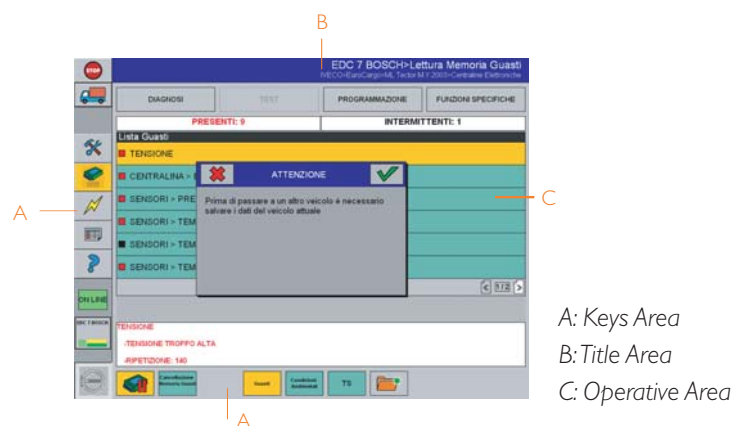 B
STOP
EDC 7 BOSCH>Lettura Memoria Guasti
IVECO>EuroCargo>ML Tector M.Y.2003>Centraline Elettroniche
DIAGNOSI
TEST
PROGRAMMAZIONE
FUNZIONI SPECIFICHE
PRESENTI: 9
INTERMITTENTI: 1
Lista Guasti
TENSIONE
CENTRALINA >
ATTENZIONE
SENSORI > PRE
Prima di passare a un altro veicolo è necessario
salvare i dati del veicolo attuale
C
A
SENSORI > TEM
SENSORI > TEM
SENSORI > TEM
1/2
ON LINE
EDC 7 BOSCH
TENSIONE
-TENSIONE TROPPO ALTA
-RIPETIZIONE: 140
Cancellazione
Memoria Guasti
Guasti
Condizioni
Ambientali
TS
A
A: Keys Area
B: Title Area
C: Operative Area